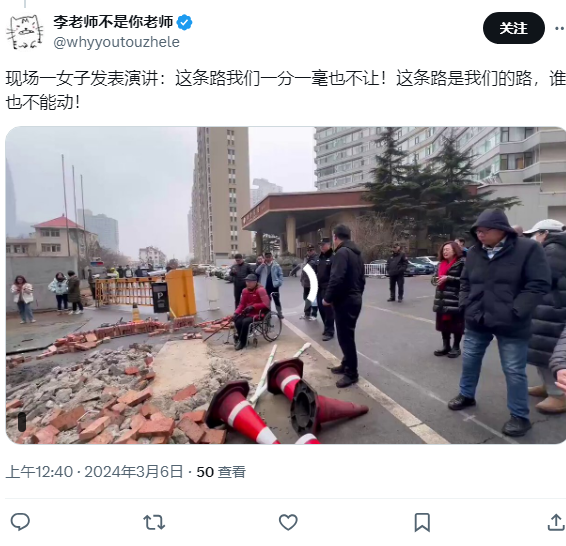 李老师不是你老师
@whyyoutouzhele
关注
现场一女子发表演讲：这条路我们一分一毫也不让！这条路是我们的路，谁
也不能动！
上午12:40 · 2024年3月6日 · 50 查看